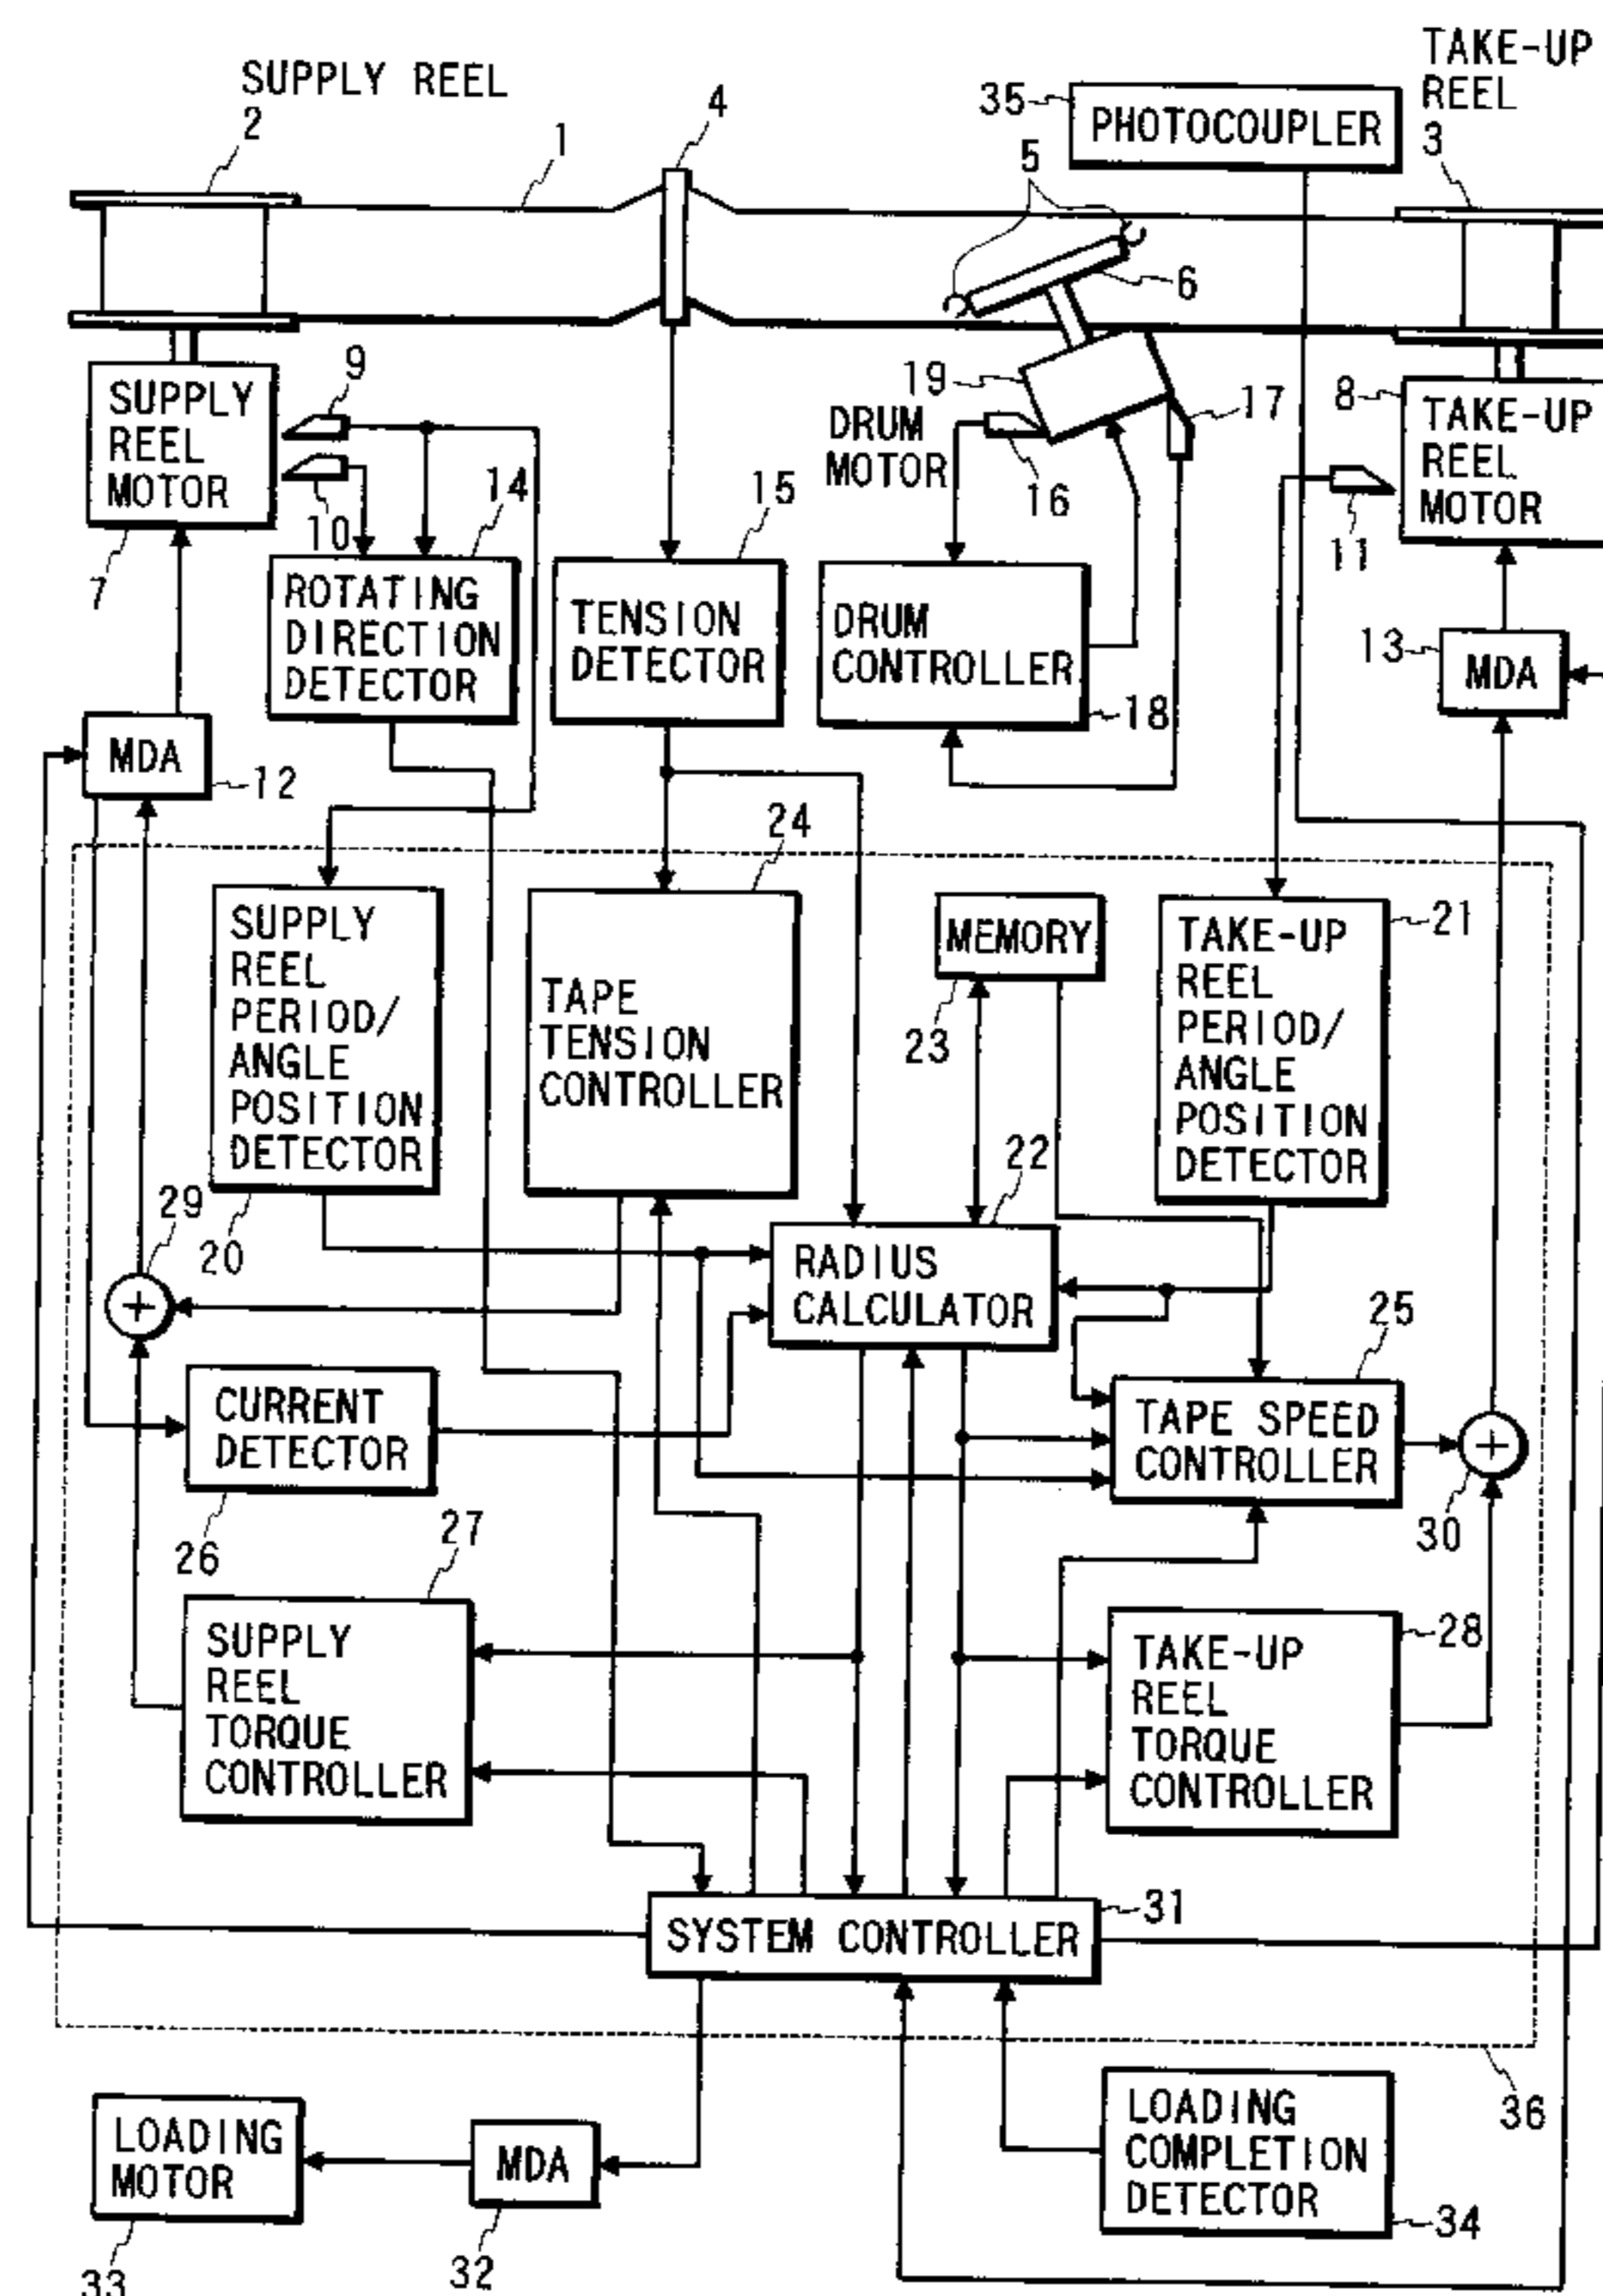 SUPPLY REEL
2
1
4
35
PHOTOCOUPLER
TAKE-UP
REEL
3
5
6
SUPPLY
REEL
MOTOR
7
9
10
14
15
19
DRUM
MOTOR
16
17
8
TAKE-UP
REEL
MOTOR
11
ROTATING
DIRECTION
DETECTOR
TENSION
DETECTOR
DRUM
CONTROLLER
18
13
MDA
MDA
12
24
SUPPLY
REEL
PERIOD/
ANGLE
POSITION
DETECTOR
20
TAPE
TENSION
CONTROLLER
MEMORY
23
TAKE-UP
REEL
PERIOD/
ANGLE
POSITION
DETECTOR
21
22
29
+
RADIUS
CALCULATOR
25
CURRENT
DETECTOR
26
TAPE SPEED
CONTROLLER
+
30
27
SUPPLY
REEL
TORQUE
CONTROLLER
TAKE-UP
REEL
TORQUE
CONTROLLER
28
SYSTEM CONTROLLER
31
36
LOADING
MOTOR
33
MDA
32
LOADING
COMPLETION
DETECTOR
34